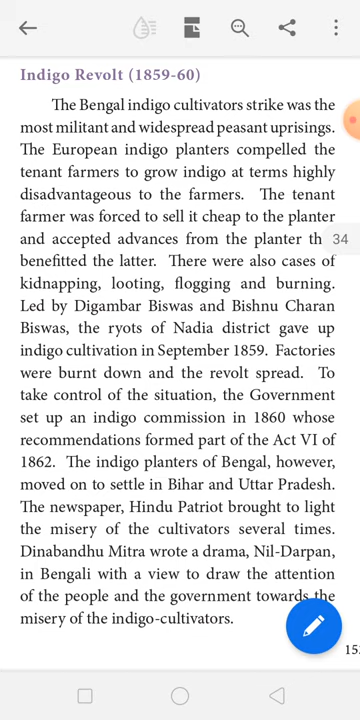 Indigo Revolt (1859-60)
The Bengal indigo cultivators strike was the
most militant and widespread peasant uprisings.
The European indigo planters compelled the
tenant farmers to grow indigo at terms highly
disadvantageous to the farmers. The tenant
farmer was forced to sell it cheap to the planter
and accepted advances from the planter th
34
benefitted the latter. There were also cases of
kidnapping, looting, flogging and burning.
Led by Digambar Biswas and Bishnu Charan
Biswas, the ryots of Nadia district gave up
indigo cultivation in September 1859. Factories
were burnt down and the revolt spread. To
take control of the situation, the Government
set up an indigo commission in 1860 whose
recommendations formed part of the Act VI of
1862. The indigo planters of Bengal, however,
moved on to settle in Bihar and Uttar Pradesh.
The newspaper, Hindu Patriot brought to light
the misery of the cultivators several times.
Dinabandhu Mitra wrote a drama, Nil-Darpan,
in Bengali with a view to draw the attention
of the people and the government towards the
misery of the indigo-cultivators.